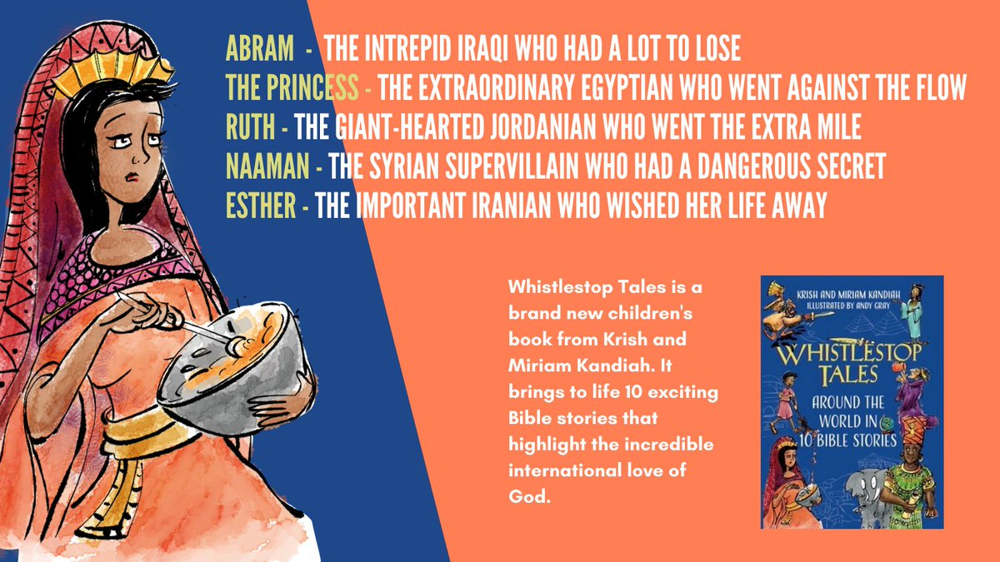 ABRAM - THE INTREPID IRAQI WHO HAD A LOT TO LOSE
THE PRINCESS - THE EXTRAORDINARY EGYPTIAN WHO WENT AGAINST THE FLOW
RUTH - THE GIANT-HEARTED JORDANIAN WHO WENT THE EXTRA MILE
NAAMAN - THE SYRIAN SUPERVILLAIN WHO HAD A DANGEROUS SECRET
ESTHER - THE IMPORTANT IRANIAN WHO WISHED HER LIFE AWAY
Whistlestop Tales is a
brand new children's
book from Krish and
Miriam Kandiah. It
brings to life 10 exciting
Bible stories that
highlight the incredible
international love of
God.
KRISH AND MIRIAM KANDIAH
ILLUSTRATED BY ANDY GRAY
WHISTLESTOP
TALES
AROUND THE
WORLD IN
10 BIBLE STORIES